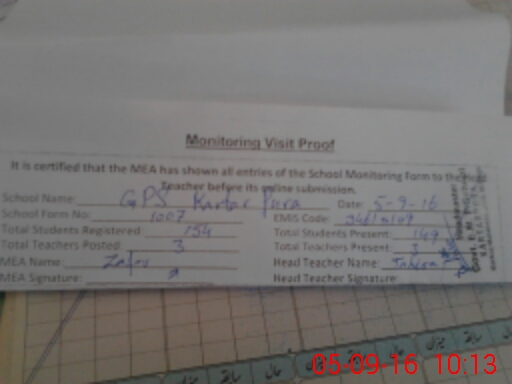 Monitoring Visit Proof
It is certified that the MEA has shown all entries of the School Monitoring Form to the Head
Teacher before its online submission.
School Name: GPS Kartar Pura Date: 5-9-16
School Form No: 1007 EMIS Code:
Total Students Registered: 154 Total Students Present: 149
Total Teachers Posted: 3 Total Teachers Present: 3
MEA Name: Zafar Head Teacher Name: Tahira
MEA Signature: Head Teacher Signature:
05-09-16 10:13